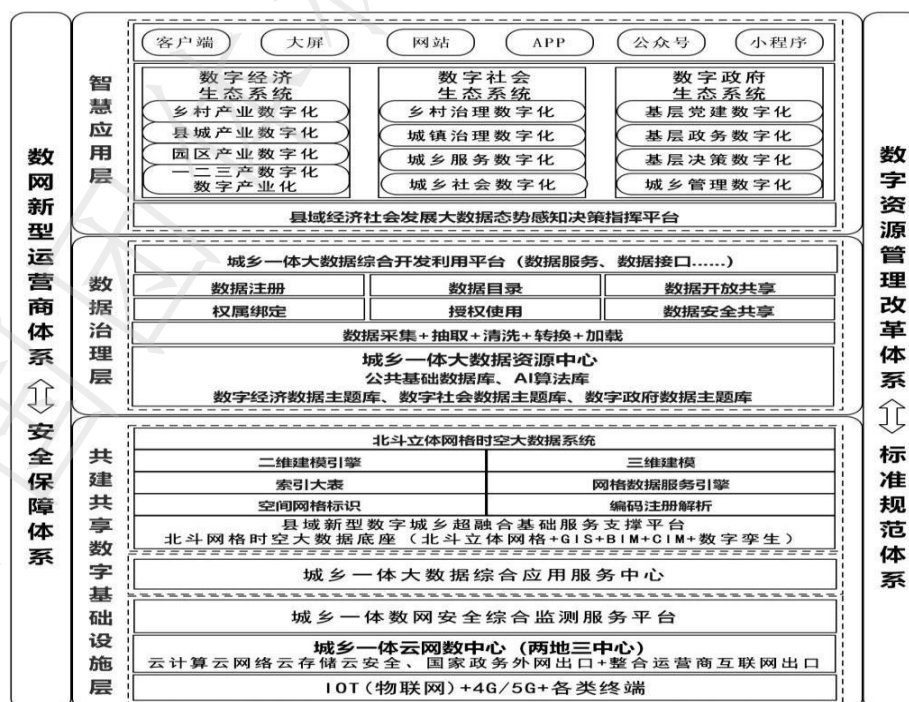 数网新型运营商体系
安全保障体系
智慧应用层
客户端
大屏
网站
APP
公众号
小程序
数字经济
生态系统
乡村产业数字化
县城产业数字化
园区产业数字化
一二三产数字化
数字产业化
数字社会
生态系统
乡村治理数字化
城镇治理数字化
城乡服务数字化
城乡社会数字化
数字政府
生态系统
基层党建数字化
基层政务数字化
基层决策数字化
城乡管理数字化
县域经济社会发展大数据态势感知决策指挥平台
数据治理层
城乡一体大数据综合开发利用平台（数据服务、数据接口......）
数据注册
数据目录
数据开放共享
权属绑定
授权使用
数据安全共享
数据采集+抽取+清洗+转换+加载
城乡一体大数据资源中心
公共基础数据库、AI算法库
数字经济数据主题库、数字社会数据主题库、数字政府数据主题库
共建共享数字基础设施层
北斗立体网格时空大数据系统
二维建模引擎
三维建模
索引大表
网格数据服务引擎
空间网格标识
编码注册解析
县域新型数字城乡超融合基础服务支撑平台
北斗网格时空大数据底座（北斗立体网格+GIS+BIM+CIM+数字孪生）
城乡一体大数据综合应用服务中心
城乡一体数网安全综合监测服务平台
城乡一体云网数中心（两地三中心）
云计算云网络云存储云安全、国家政务外网出口+整合运营商互联网出口
IOT(物联网)+4G/5G+各类终端
数字资源管理改革体系
标准规范体系